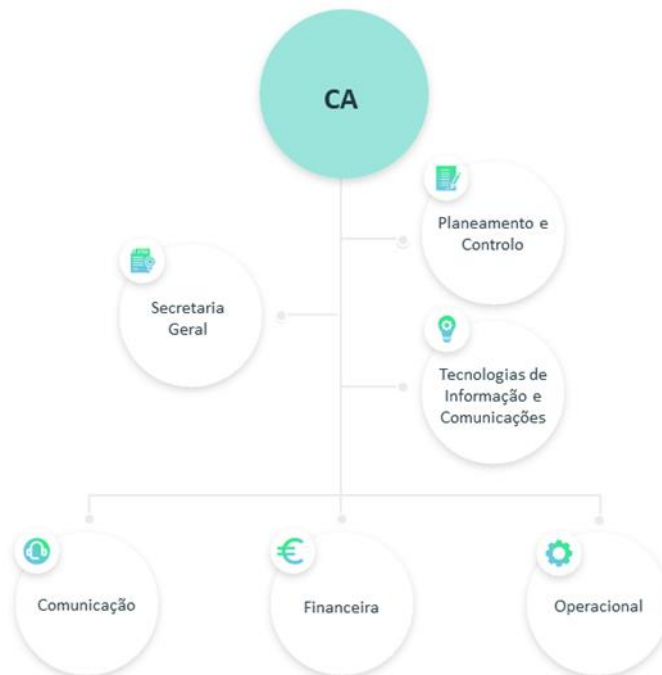 CA
Planeamento e
Controlo
Secretaria
Geral
Tecnologias de
Informação e
Comunicações
Comunicação
Financeira
Operacional